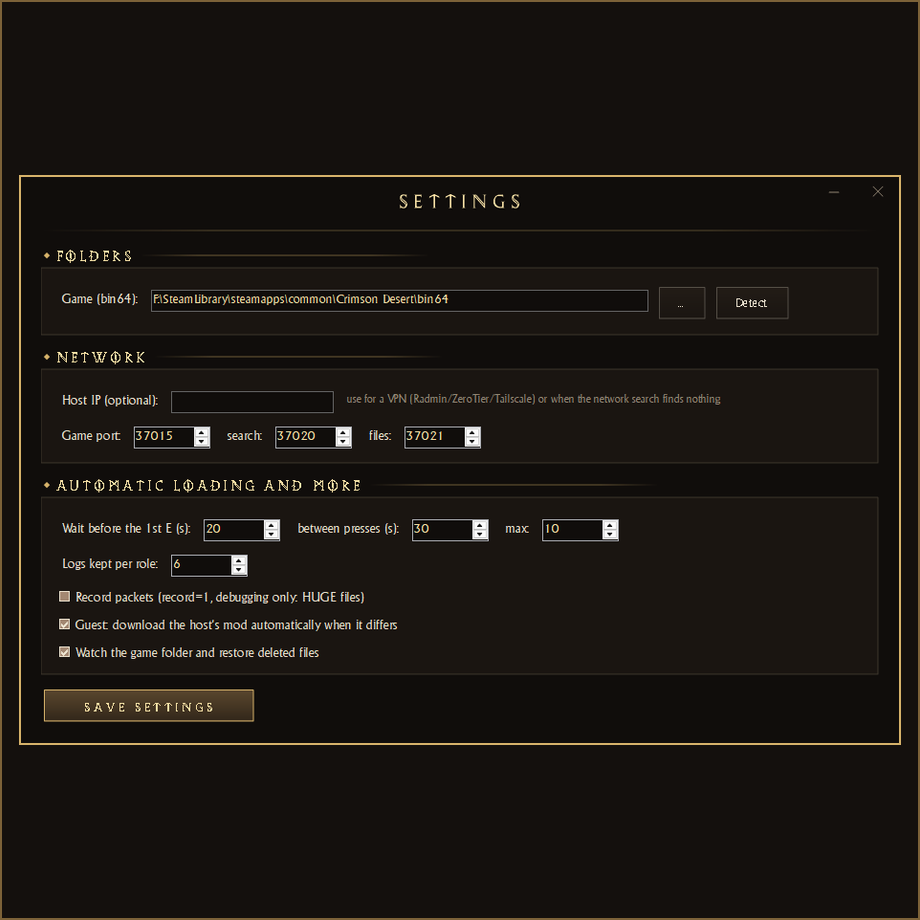 SETTINGS
FOLDERS
Game (bin64): F:\SteamLibrary\steamapps\common\Crimson Desert\bin64 ... Detect
NETWORK
Host IP (optional): use for a VPN (Radmin/ZeroTier/Tailscale) or when the network search finds nothing
Game port: 37015 search: 37020 files: 37021
AUTOMATIC LOADING AND MORE
Wait before the 1st E (s): 20 between presses (s): 30 max: 10
Logs kept per role: 6
Record packets (record=1, debugging only: HUGE files)
Guest: download the host's mod automatically when it differs
Watch the game folder and restore deleted files
SAVE SETTINGS